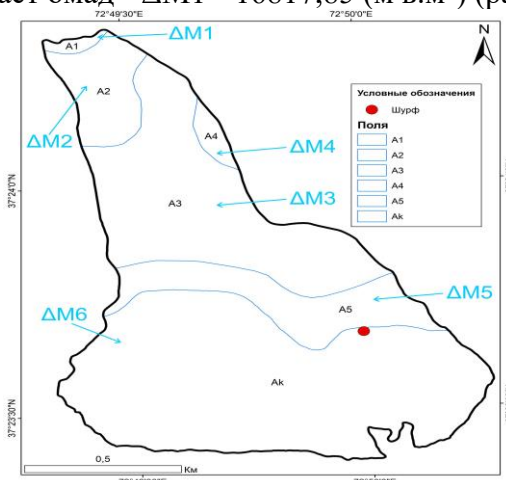 72°49'30"E 72°50'0"E
N
A1 ΔM1
A2
ΔM2
Условные обозначения
Шурф
Поля
A1
A2
A3
A4
A5
Ak
A4 ΔM4
37°24'0"N
A3 ΔM3
ΔM5
A5
ΔM6
Ak
37°23'30"N
0,5
Км